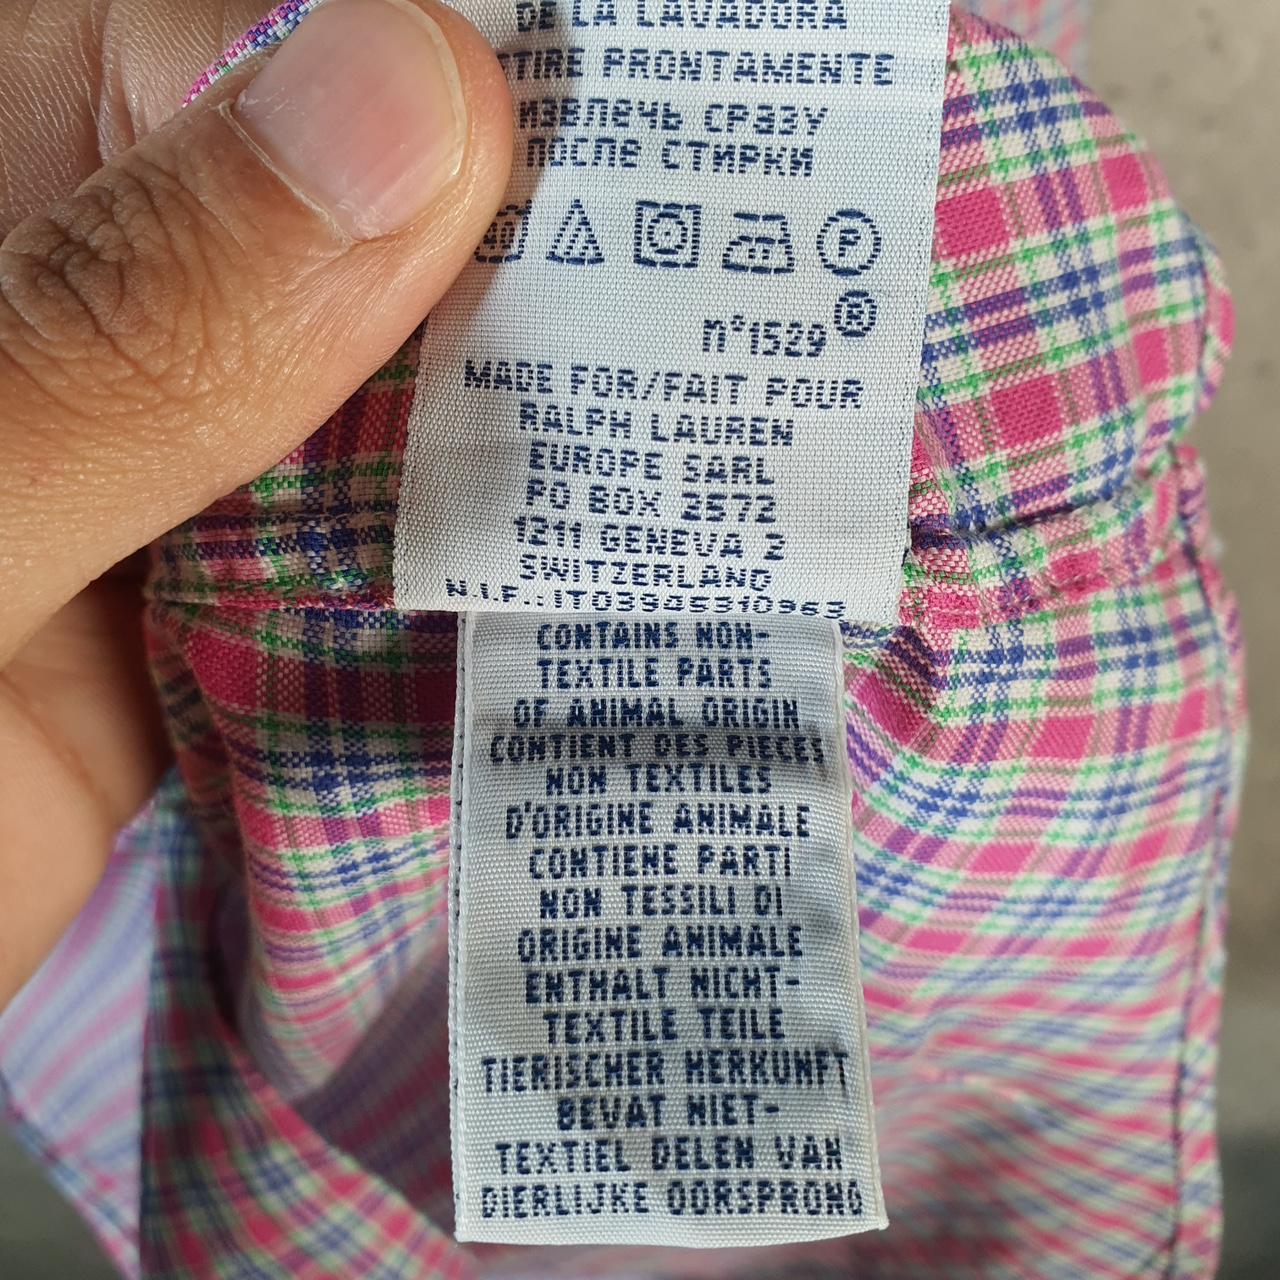 DE LA LAVADORA
TIRE PRONTAMENTE
ИЗВЛЕЧЬ СРАЗУ
ПОСЛЕ СТИРКИ
P
n°1529®
MADE FOR/FAIT POUR
RALPH LAUREN
EUROPE SARL
PO BOX 2572
1211 GENEVA 2
SWITZERLAND
N.I.F.:IT03945310963
CONTAINS NON-
TEXTILE PARTS
OF ANIMAL ORIGIN
CONTIENT DES PIECES
NON TEXTILES
D'ORIGINE ANIMALE
CONTIENE PARTI
NON TESSILI DI
ORIGINE ANIMALE
ENTHALT NICHT-
TEXTILE TEILE
TIERISCHER HERKUNFT
BEVAT NIET-
TEXTIEL DELEN VAN
DIERLIJKE OORSPRONG